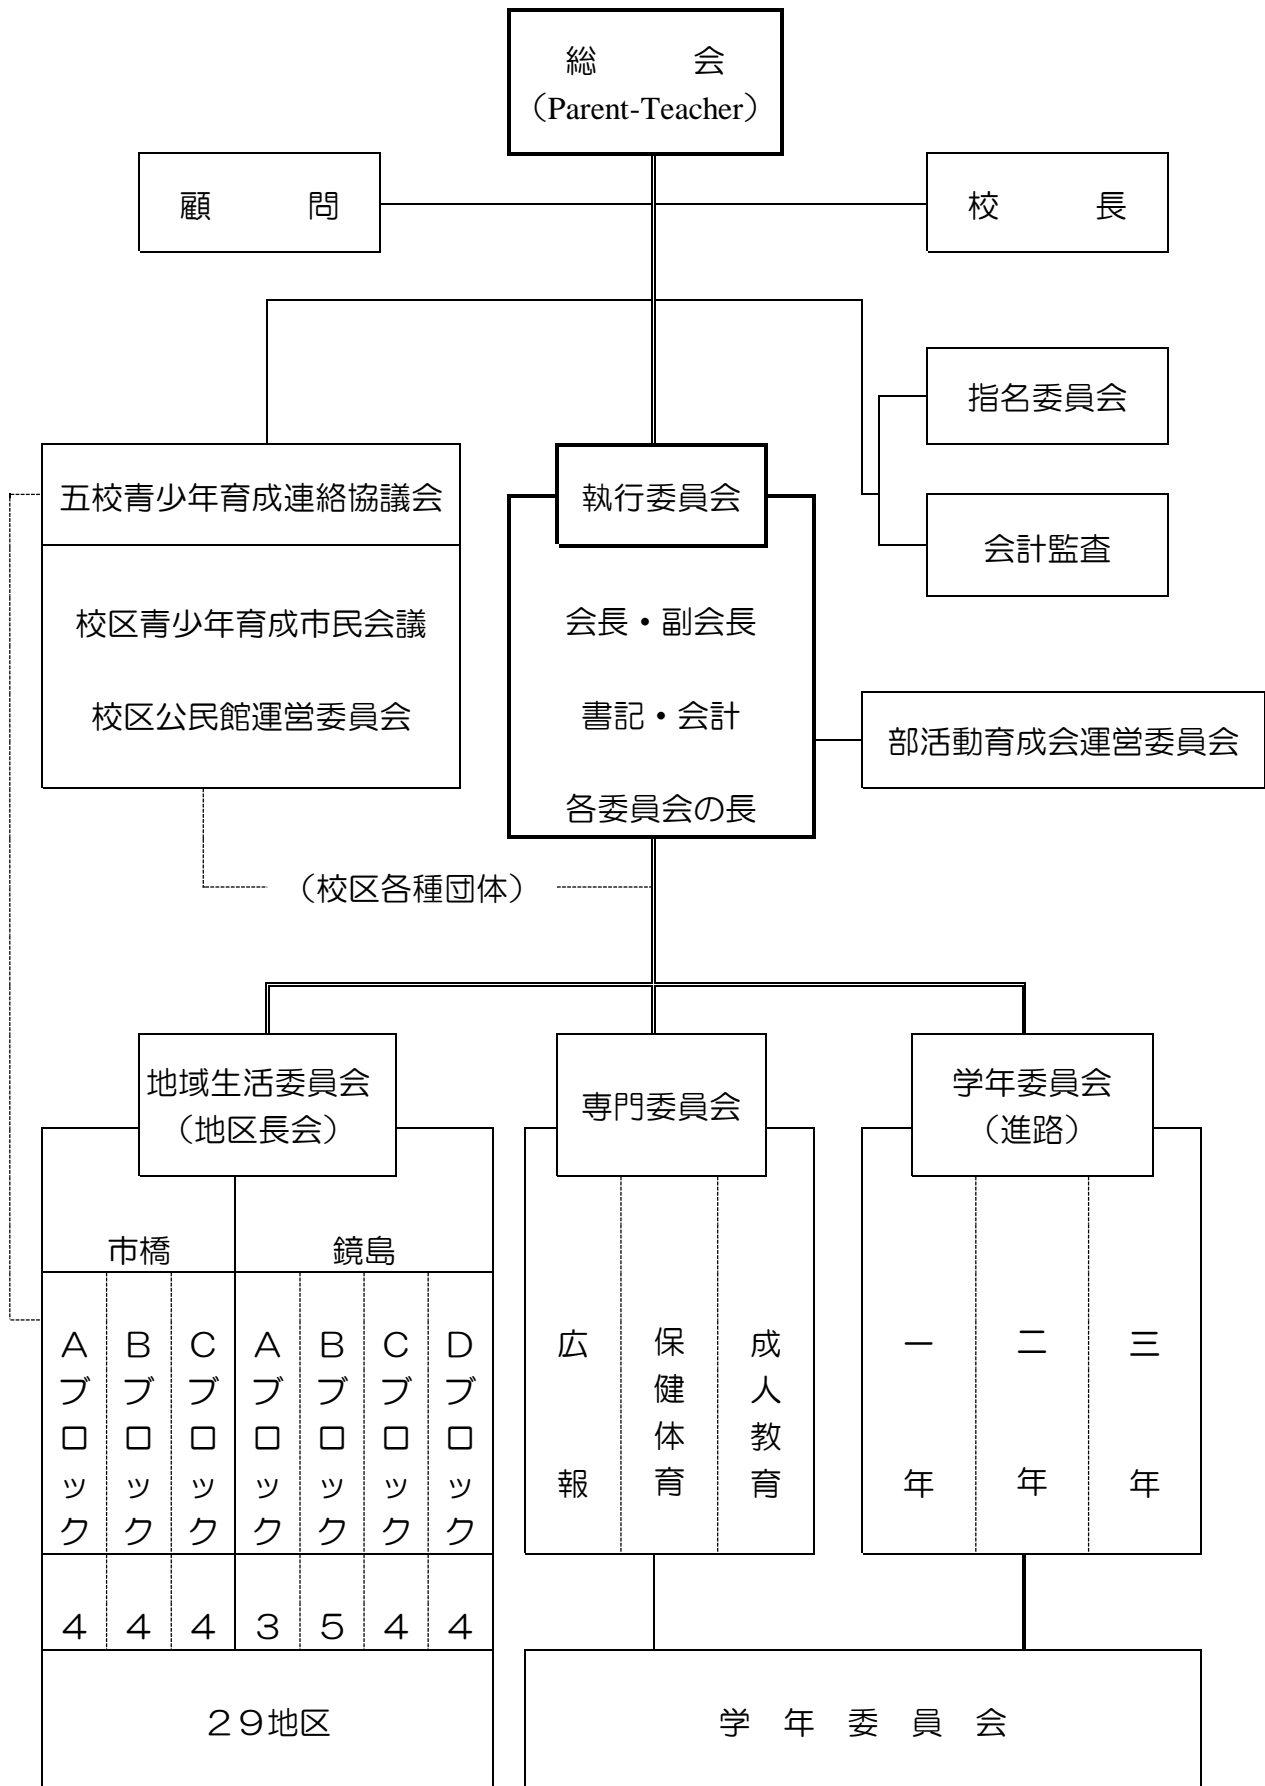 総　会
（Parent-Teacher）
顧　問
校　長
指名委員会
五校青少年育成連絡協議会
執行委員会
会計監査
校区青少年育成市民会議
会長・副会長
校区公民館運営委員会
書記・会計
部活動育成会運営委員会
各委員会の長
（校区各種団体）
地域生活委員会
（地区長会）
専門委員会
学年委員会
（進路）
市橋
鏡島
Ａブロック
Ｂブロック
Ｃブロック
Ａブロック
Ｂブロック
Ｃブロック
Ｄブロック
広報
保健体育
成人教育
一年
二年
三年
４
４
４
３
５
４
４
２９地区
学　年　委　員　会